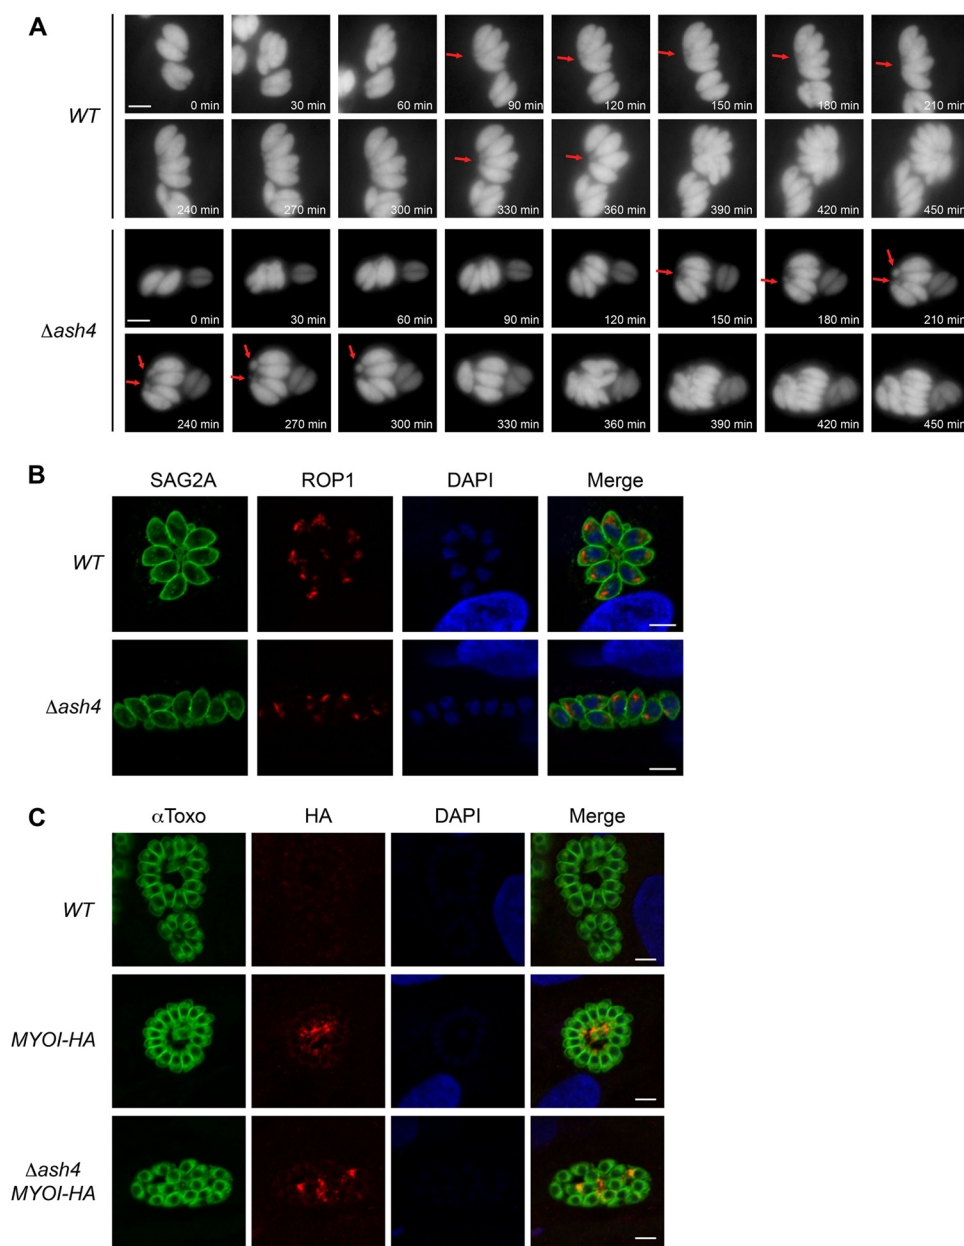 A
WT
0 min
30 min
60 min
90 min
120 min
150 min
180 min
210 min
240 min
270 min
300 min
330 min
360 min
390 min
420 min
450 min
Δash4
0 min
30 min
60 min
90 min
120 min
150 min
180 min
210 min
240 min
270 min
300 min
330 min
360 min
390 min
420 min
450 min
B
SAG2A ROP1 DAPI Merge
WT
Δash4
C
αToxo HA DAPI Merge
WT
MYOI-HA
Δash4
MYOI-HA